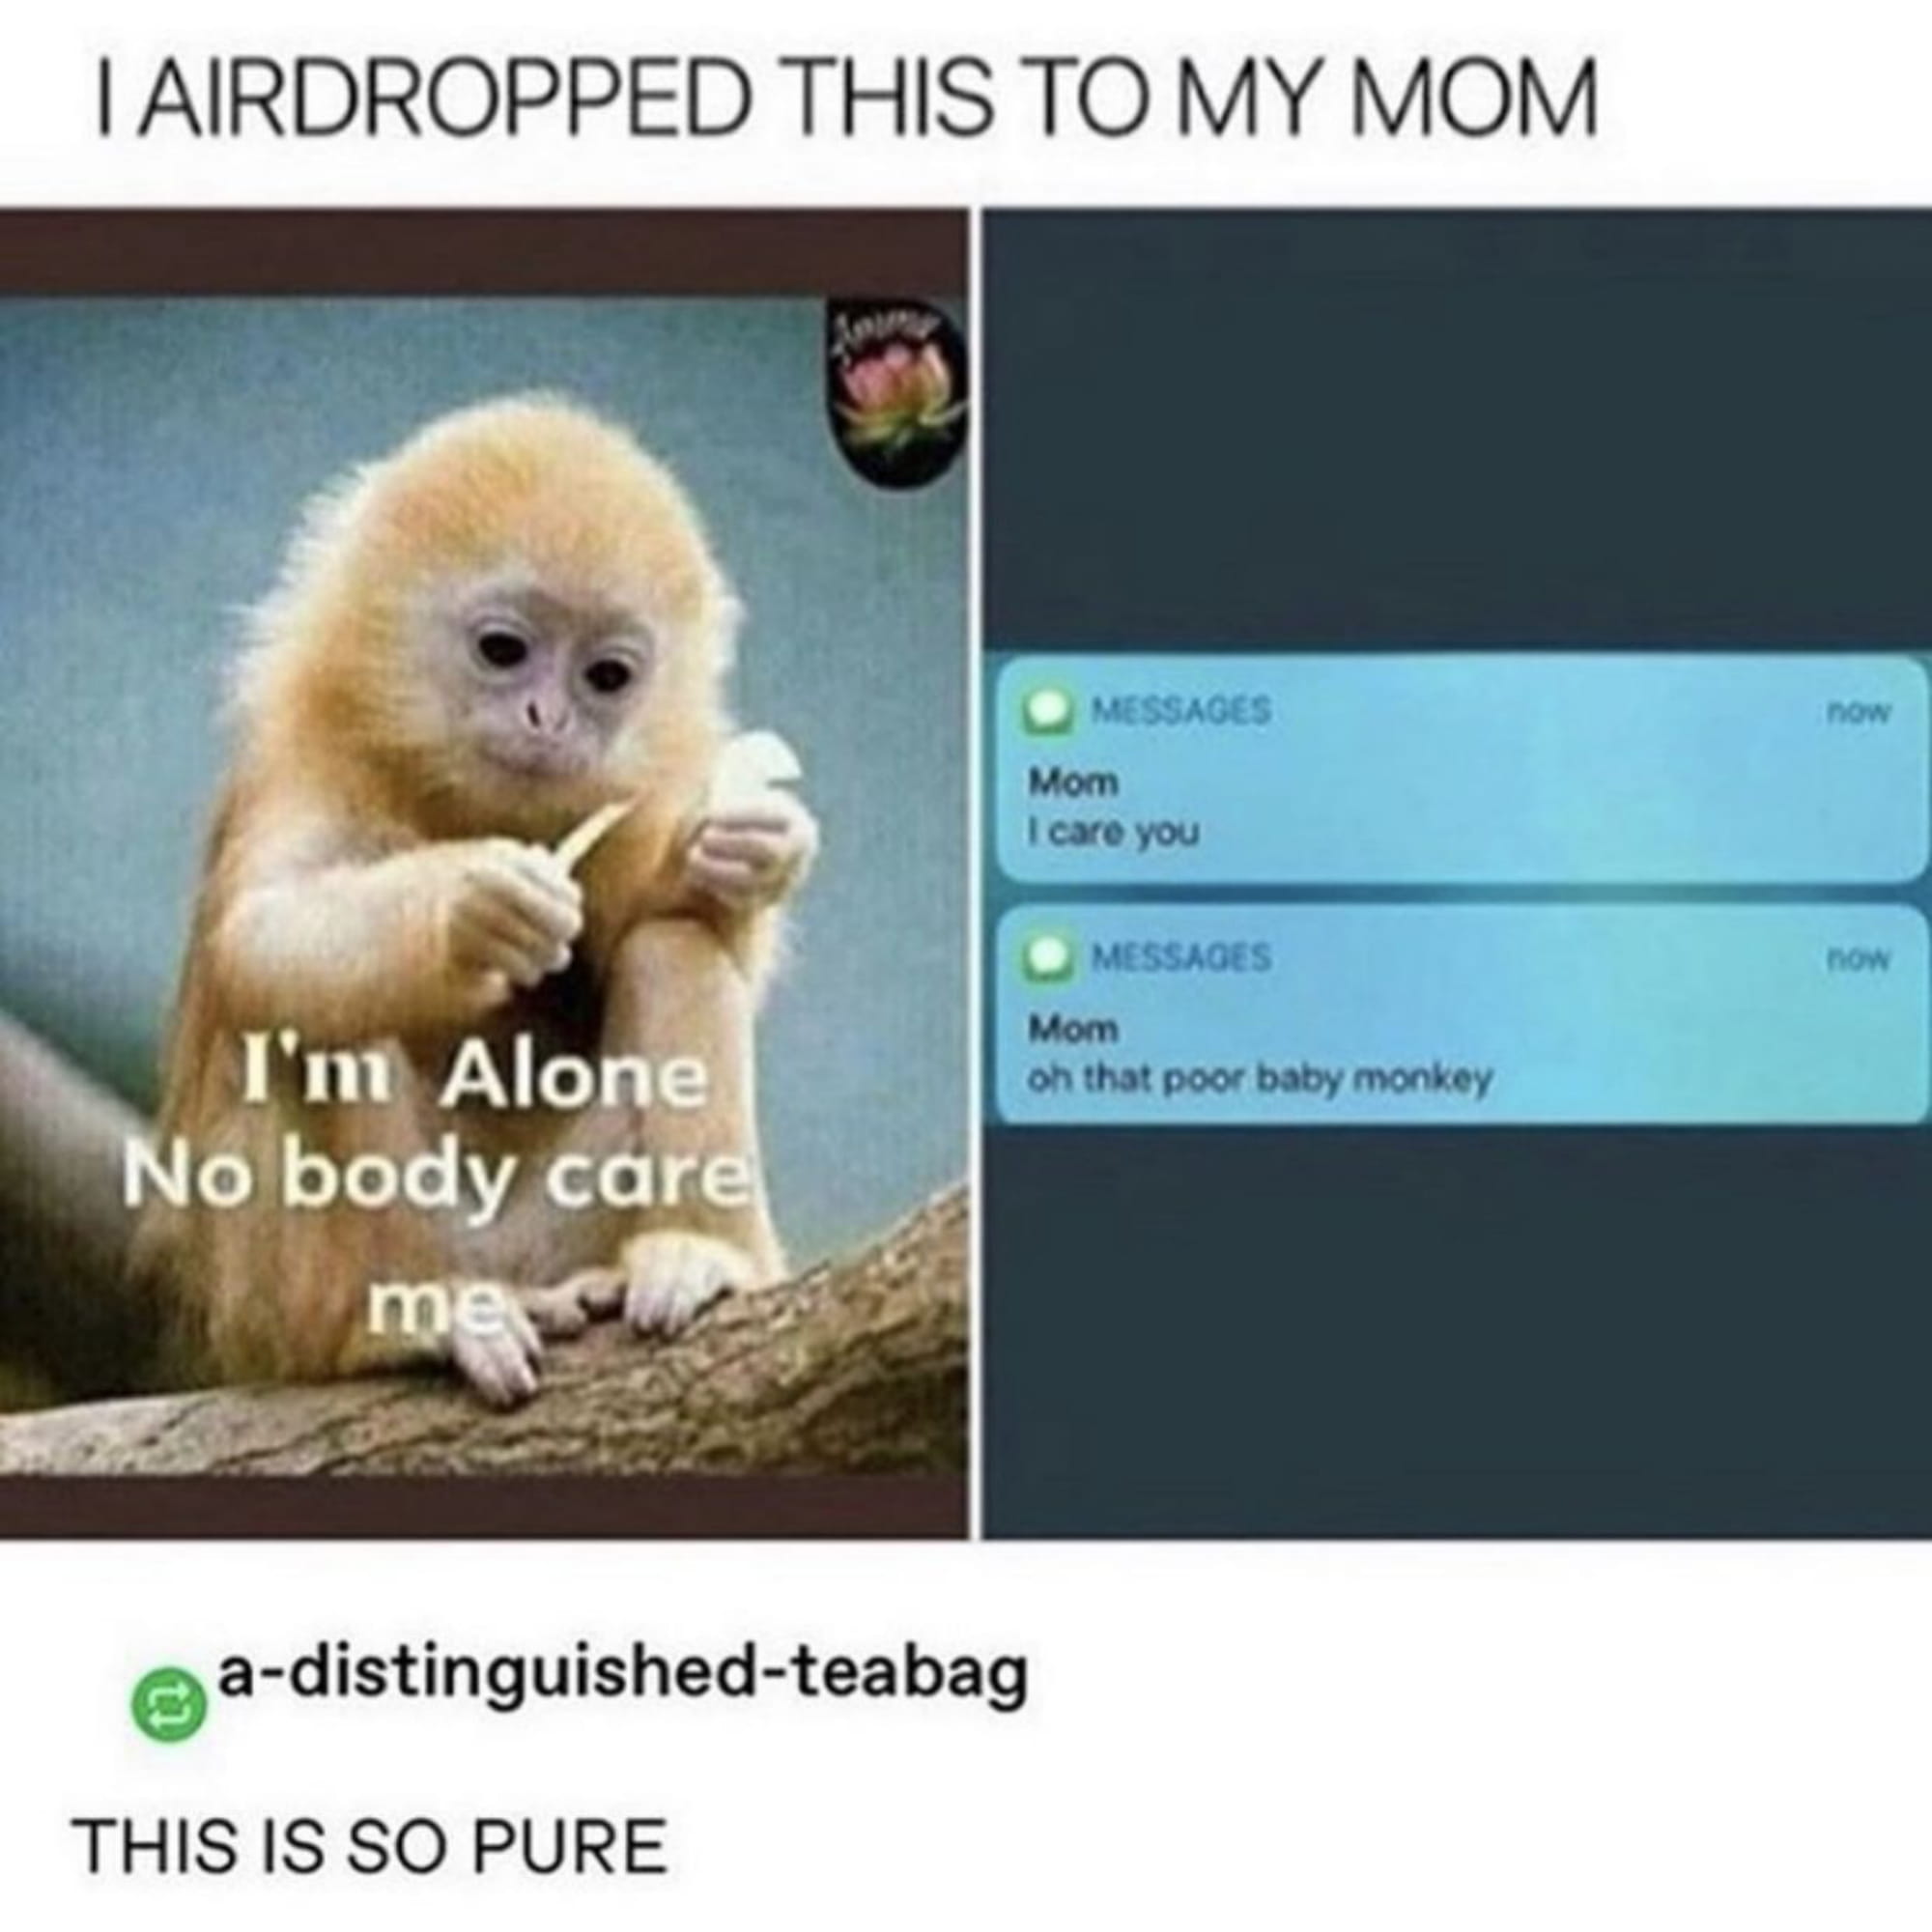 I AIRDROPPED THIS TO MY MOM
I'm Alone
No body care
me
MESSAGES now
Mom
I care you
MESSAGES now
Mom
oh that poor baby monkey
a-distinguished-teabag
THIS IS SO PURE